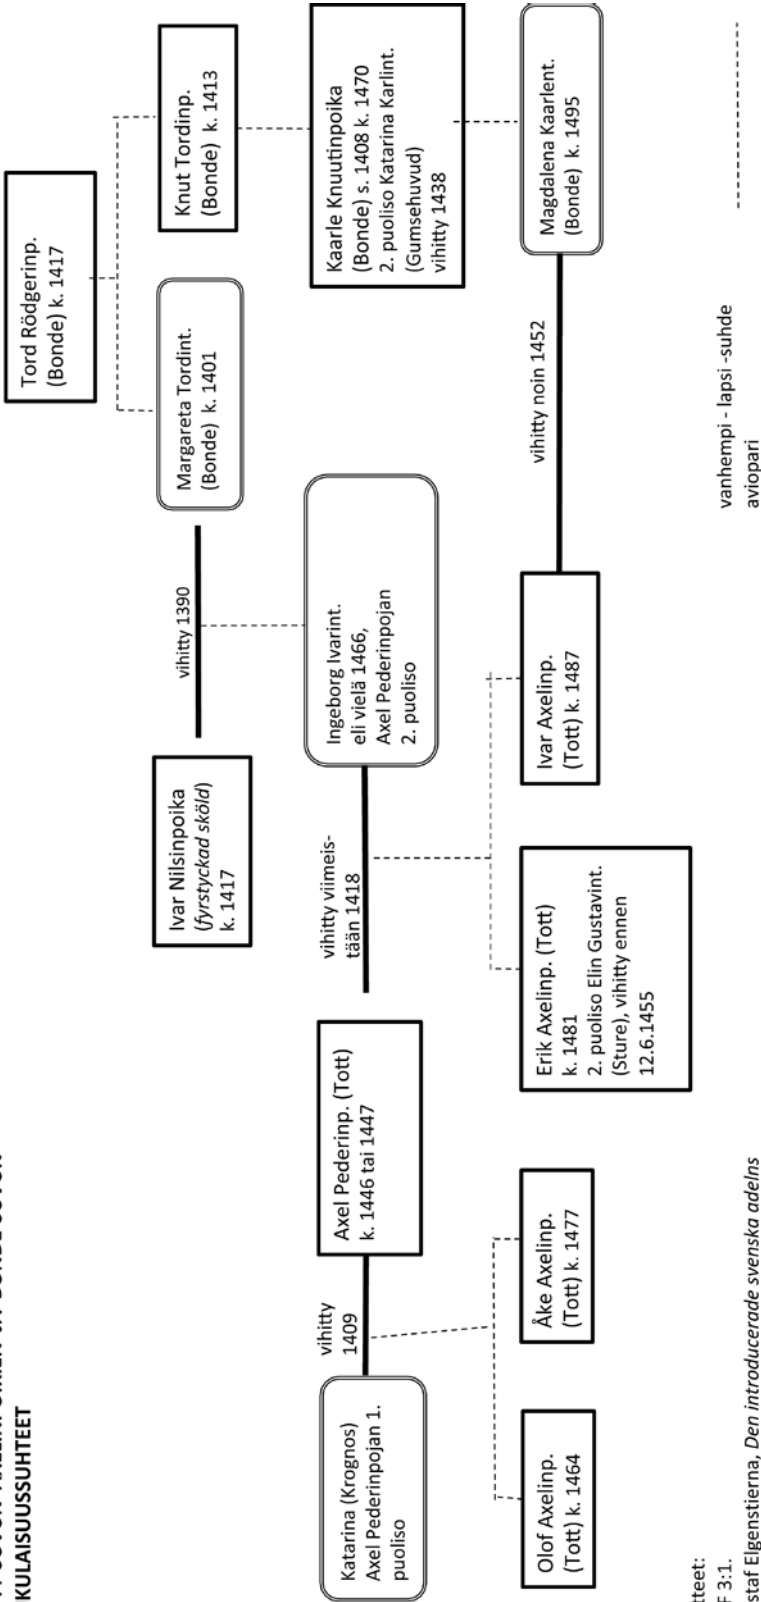 KULAISUUSSUHTEET
Tord Rödgerinp.
(Bonde) k. 1417
Ivar Nilsinpoika
(fyrstyckad sköld)
k. 1417
vihitty 1390
Margareta Tordint.
(Bonde) k. 1401
Knut Tordinp.
(Bonde) k. 1413
Katarina (Krognos)
Axel Pederinpojan 1.
puoliso
vihitty
1409
Axel Pederinp. (Tott)
k. 1446 tai 1447
vihitty viimeis-
tään 1418
Ingeborg Ivarint.
eli vielä 1466,
Axel Pederinpojan
2. puoliso
Kaarle Knuutinpoika
(Bonde) s. 1408 k. 1470
2. puoliso Katarina Karlint.
(Gumsehuvud)
vihitty 1438
Olof Axelinp.
(Tott) k. 1464
Åke Axelinp.
(Tott) k. 1477
Erik Axelinp. (Tott)
k. 1481
2. puoliso Elin Gustavint.
(Sture), vihitty ennen
12.6.1455
Ivar Axelinp.
(Tott) k. 1487
vihitty noin 1452
Magdalena Kaarlent.
(Bonde) k. 1495
teet:
F 3:1.
staf Elgenstierna, Den introducerade svenska adelns
vanhempi - lapsi -suhde
aviopari